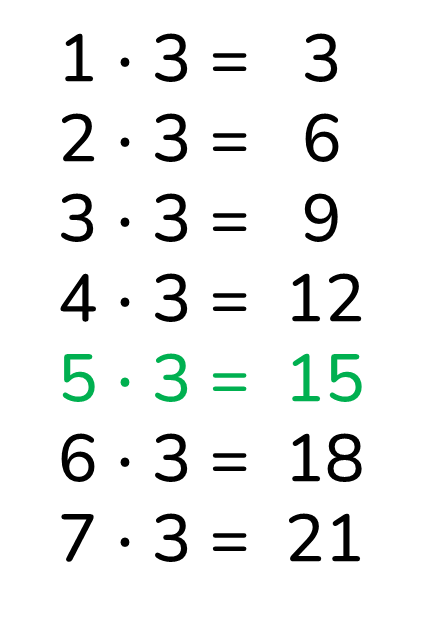 1 · 3 = 3
2 · 3 = 6
3 · 3 = 9
4 · 3 = 12
5 · 3 = 15
6 · 3 = 18
7 · 3 = 21